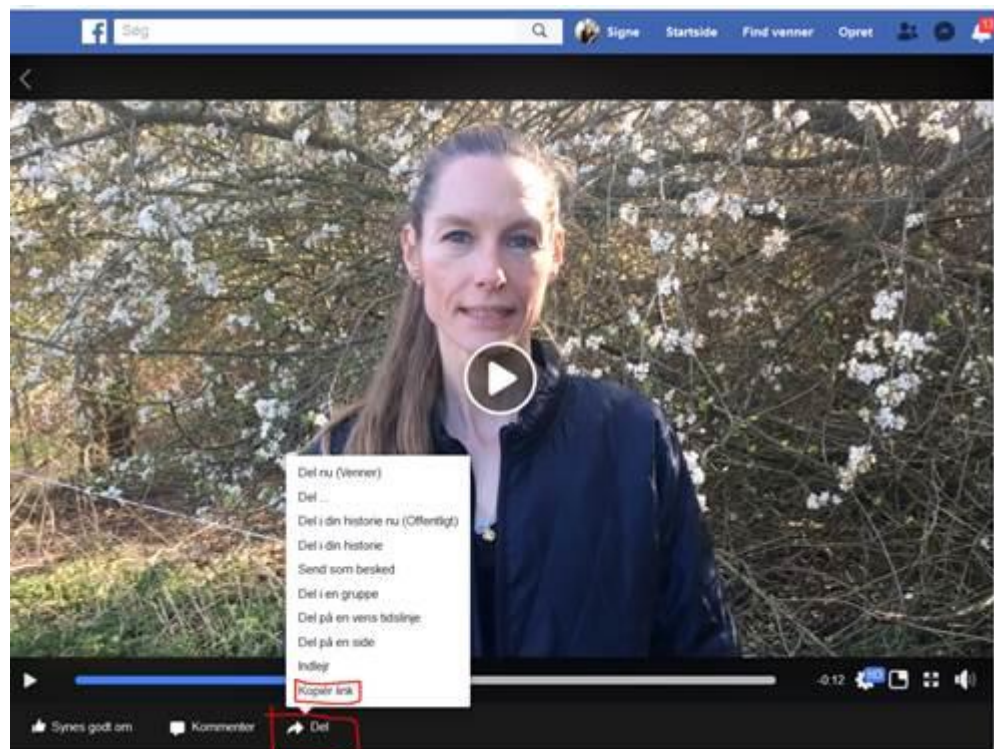 f Søg Signe Startside Find venner Opret
Del nu (Venner)
Del ...
Del i din historie nu (Offentligt)
Del i din historie
Send som besked
Del i en gruppe
Del på en vens tidslinje
Del på en side
Indlejr
Kopiér link
-0:12 HD
Synes godt om Kommenter Del